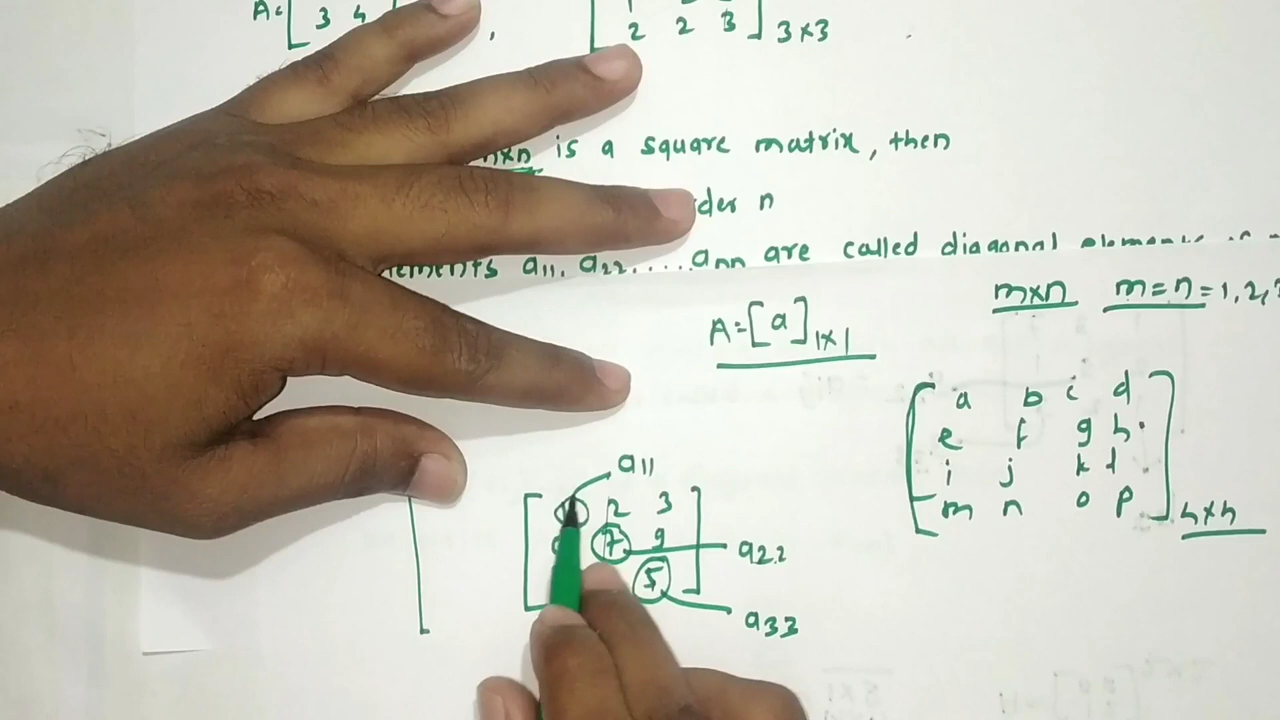 A = [ 3 4
2 2 3 ] 3×3
n×n is a square matrix, then
der n
ements a11, a22, ....ann are called diagonal elements
m×n m=n=1,2,
A = [a] 1×1
a b c d
e f g h
i j k l
m n o p 4×4
a11
2 3
7 9 a22
5
a33